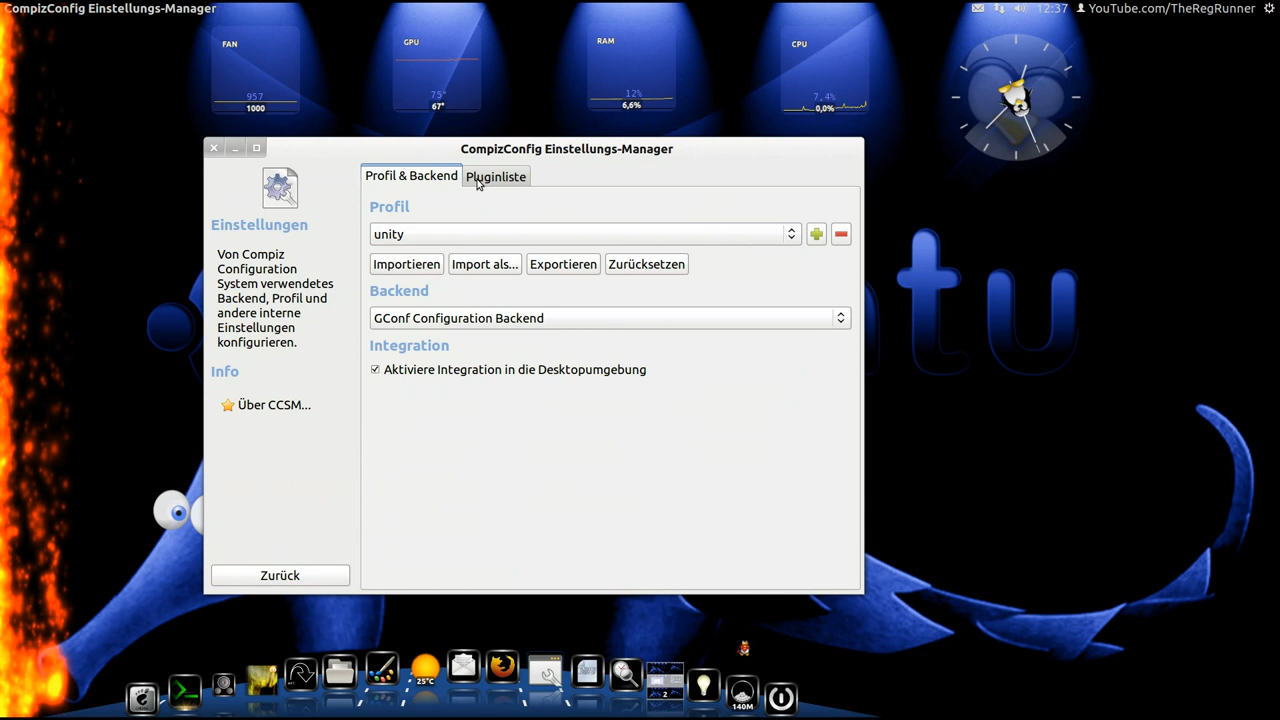 CompizConfig Einstellungs-Manager
12:37
YouTube.com/TheRegRunner
FAN
957
1000
GPU
75°
67°
RAM
12%
6,6%
CPU
7,4%
0,0%
CompizConfig Einstellungs-Manager
Profil & Backend
Pluginliste
Einstellungen
Von Compiz
Configuration
System verwendetes
Backend, Profil und
andere interne
Einstellungen
konfigurieren.
Info
Über CCSM...
Zurück
Profil
unity
Importieren
Import als...
Exportieren
Zurücksetzen
Backend
GConf Configuration Backend
Integration
Aktiviere Integration in die Desktopumgebung
tu
25°C
2
140M